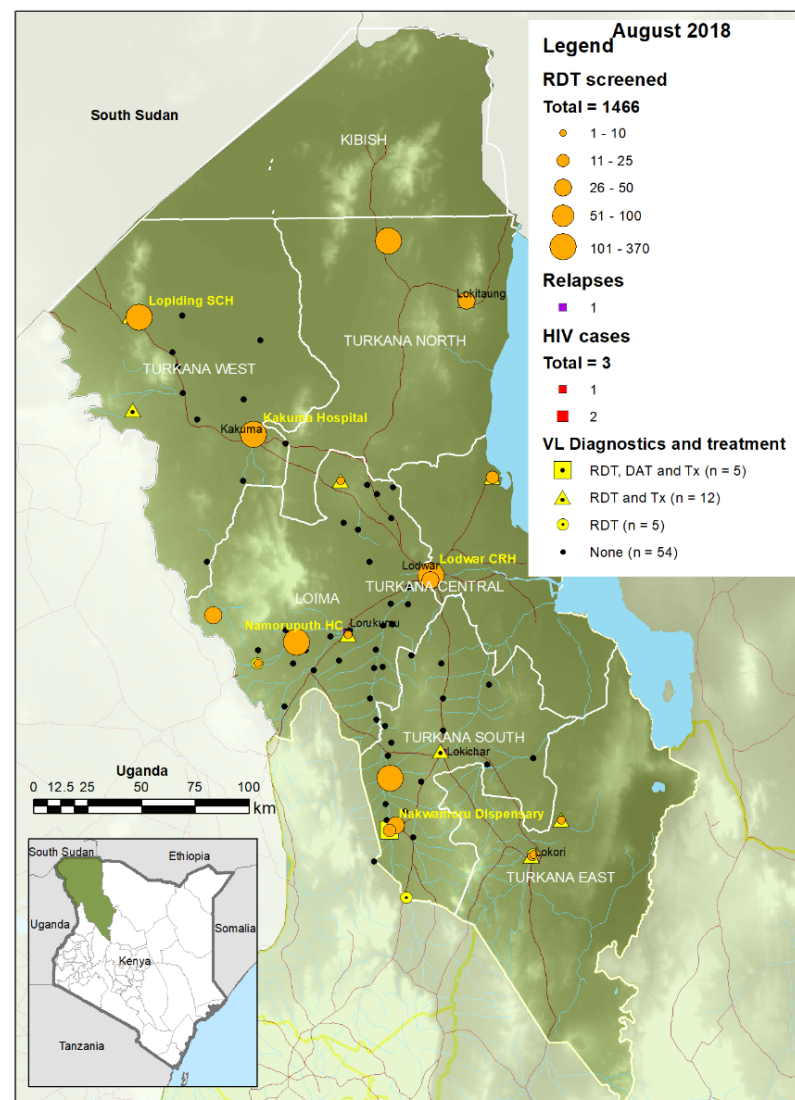 August 2018
Legend
RDT screened
Total = 1466
1 - 10
11 - 25
26 - 50
51 - 100
101 - 370
Relapses
1
HIV cases
Total = 3
1
2
VL Diagnostics and treatment
RDT, DAT and Tx (n = 5)
RDT and Tx (n = 12)
RDT (n = 5)
None (n = 54)
South Sudan
KIBISH
Lokitaung
Lopiding SCH
TURKANA NORTH
TURKANA WEST
Kakuma Hospital
Kakuma
Lodwar CRH
Lodwar
TURKANA CENTRAL
LOIMA
Namoruputh HC
Lorukumu
TURKANA SOUTH
Lokichar
Uganda
0 12.5 25 50 75 100
km
Nakwamoru Dispensary
Lokori
TURKANA EAST
South Sudan
Ethiopia
Uganda
Somalia
Kenya
Tanzania